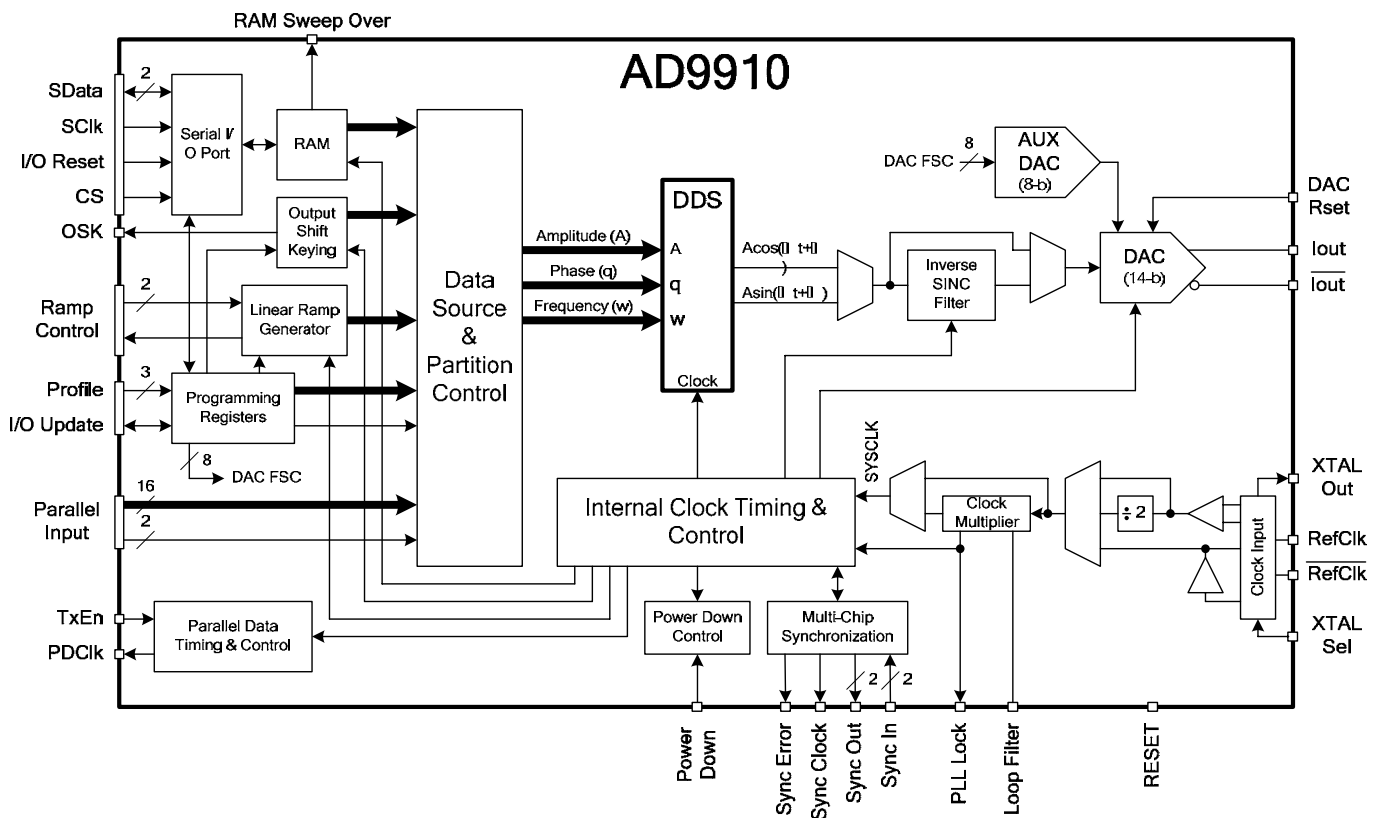 RAM Sweep Over
AD9910
SData
2
SClk
I/O Reset
CS
Serial I/
O Port
RAM
OSK
Output
Shift
Keying
Ramp
Control
2
Linear Ramp
Generator
Profile
3
I/O Update
Programming
Registers
8
DAC FSC
Parallel
Input
16
2
TxEn
PDClk
Parallel Data
Timing & Control
Data
Source
&
Partition
Control
Amplitude (A)
Phase (q)
Frequency (w)
DDS
A
q
w
Clock
Acos(
t+
)
Asin(
t+
)
Inverse
SINC
Filter
DAC FSC
8
AUX
DAC
(8-b)
DAC
(14-b)
DAC
Rset
Iout
Iout
Internal Clock Timing &
Control
SYSCLK
Clock
Multiplier
÷ 2
Clock Input
XTAL
Out
RefClk
RefClk
XTAL
Sel
Power Down
Control
Multi-Chip
Synchronization
2
2
Power
Down
Sync Error
Sync Clock
Sync Out
Sync In
PLL Lock
Loop Filter
RESET